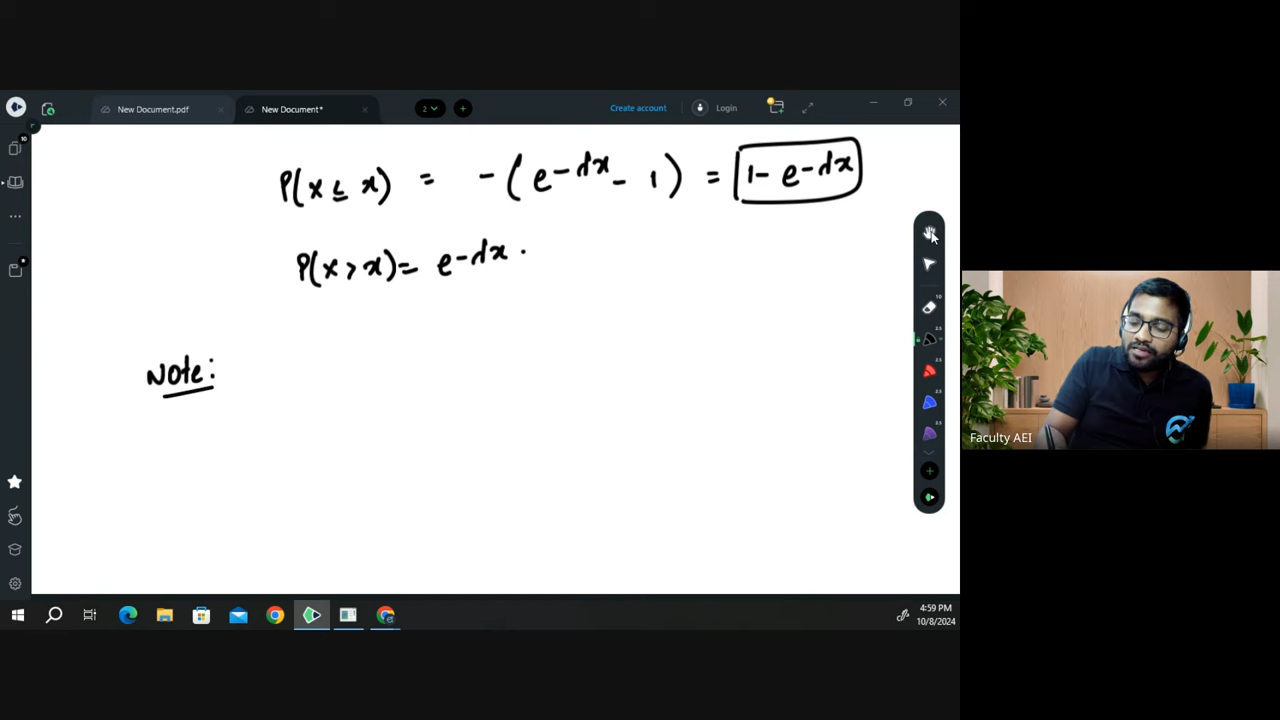 New Document.pdf
New Document*
2
Create account
Login
P(x ≤ x) = -(e^-λx - 1) = 1 - e^-λx
P(x > x) = e^-λx .
Note:
Faculty AEI
4:59 PM
10/8/2024